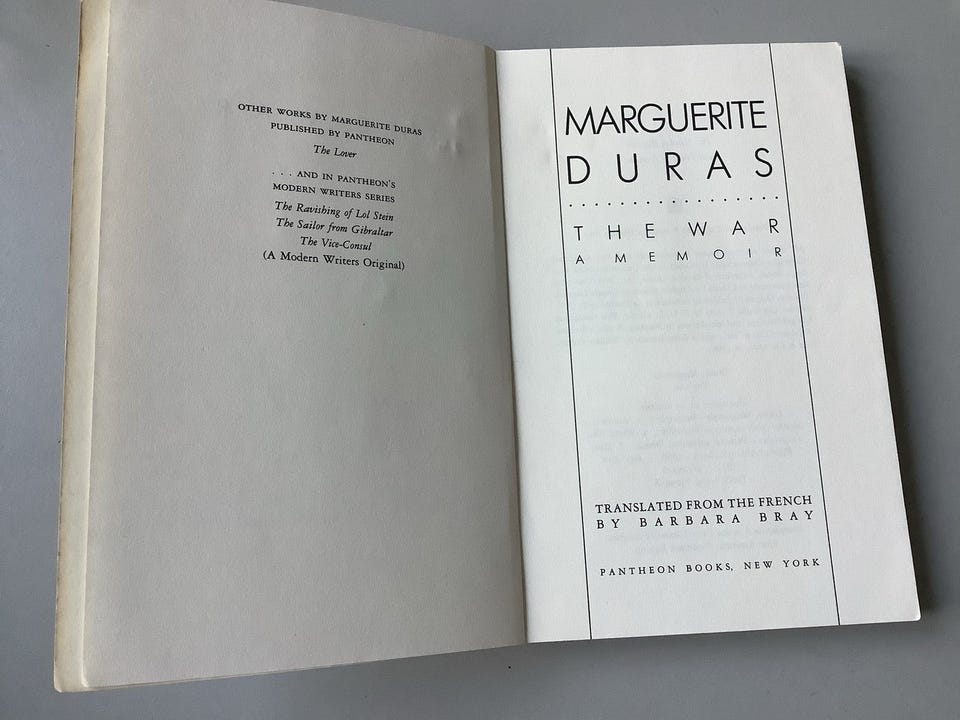 OTHER WORKS BY MARGUERITE DURAS
PUBLISHED BY PANTHEON
The Lover
. . . AND IN PANTHEON'S
MODERN WRITERS SERIES
The Ravishing of Lol Stein
The Sailor from Gibraltar
The Vice-Consul
(A Modern Writers Original)
MARGUERITE
DURAS
THE WAR
A MEMOIR
TRANSLATED FROM THE FRENCH
BY BARBARA BRAY
PANTHEON BOOKS, NEW YORK